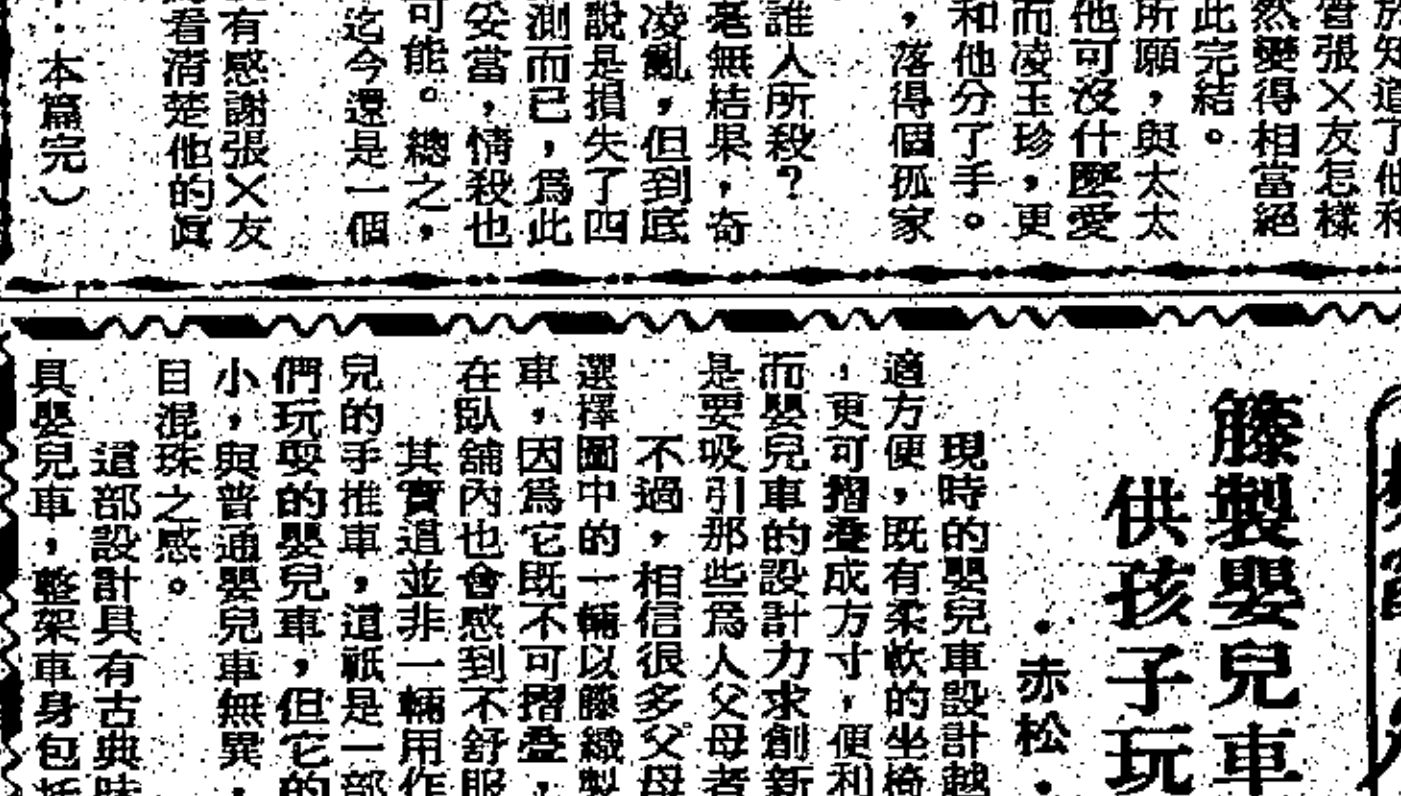 於知道了他和
張×友怎樣
然變得相當絕
此完結。
所願，與太太
他可沒什麼愛
而凌玉珍，更
和他分了手。
，落得個孤家
誰人所殺？
毫無結果，奇
凌亂，但到底
說是損失了四
測而已，爲此
妥當，情殺也
可能。總之，
迄今還是一個
有感謝張×友
看清楚他的眞
本篇完）
籐製嬰兒車
供孩子玩
·赤松·
現時的嬰兒車設計越
適方便，既有柔軟的坐椅
，更可摺叠成方寸，便利
而嬰兒車的設計力求創新
是要吸引那些爲人父母者
不過，相信很多父母
選擇圖中的一輛以籐織製
車，因爲它既不可摺叠，
在臥舖內也會感到不舒服
其實這並非一輛用作
兒的手推車，這祇是一部
們玩耍的嬰兒車，但它的
小，與普通嬰兒車無異，
目混珠之感。
這部設計具有古典味
具嬰兒車，整架車身包括